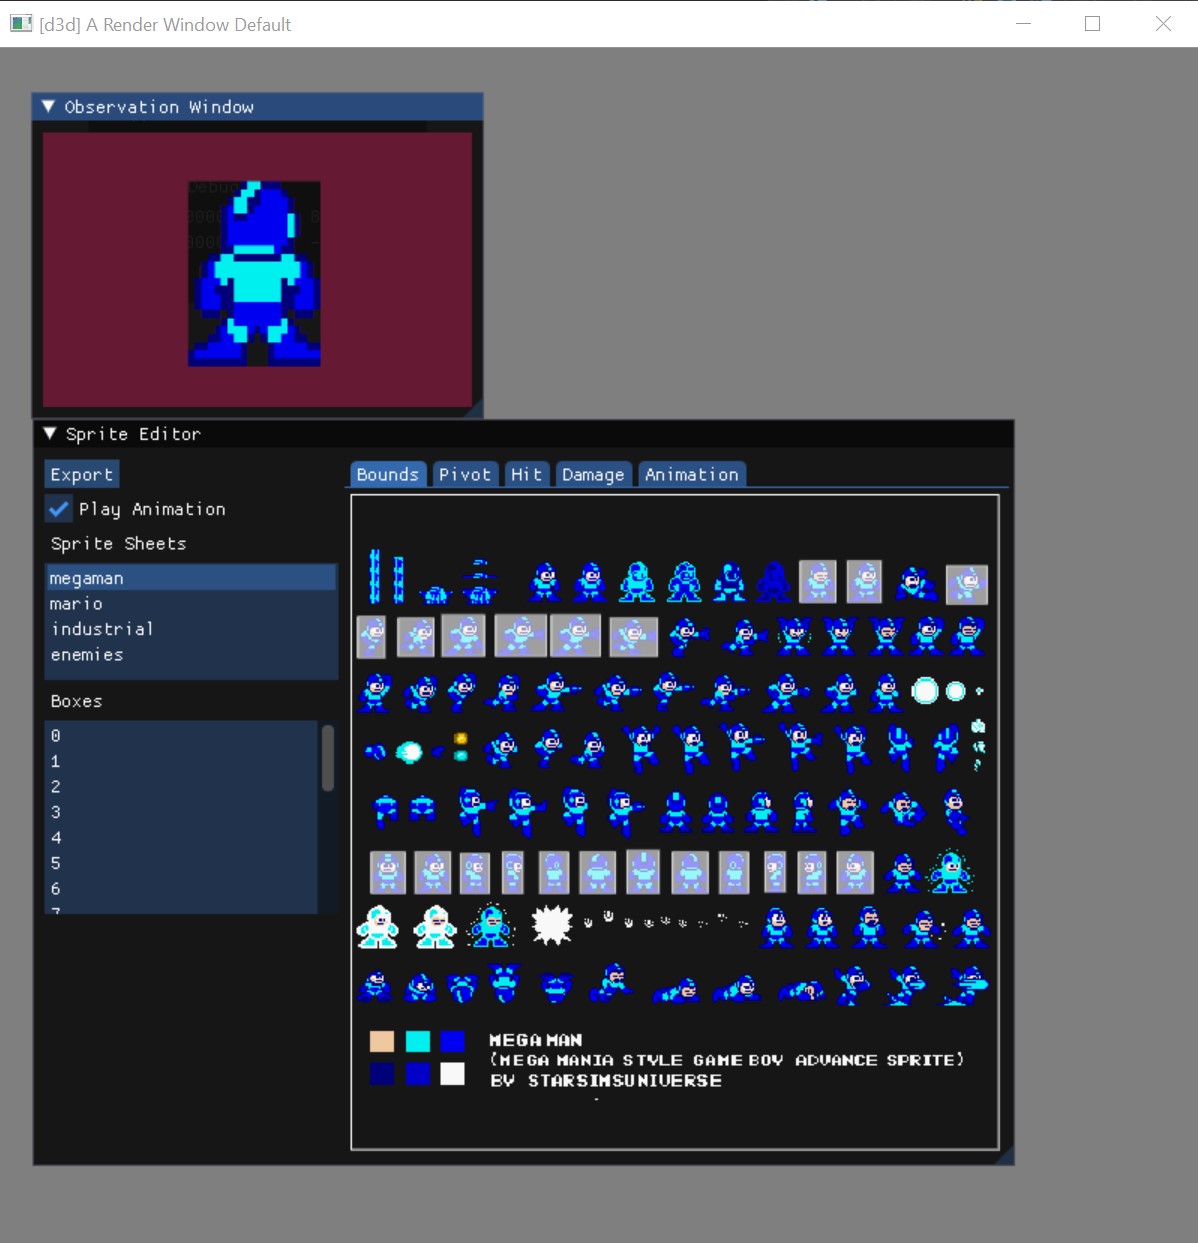 [d3d] A Render Window Default
Observation Window
Sprite Editor
Export
Bounds Pivot Hit Damage Animation
Play Animation
Sprite Sheets
megaman
mario
industrial
enemies
Boxes
0
1
2
3
4
5
6
7
MEGA MAN
(MEGA MANIA STYLE GAME BOY ADVANCE SPRITE)
BY STARSIMSUNIVERSE